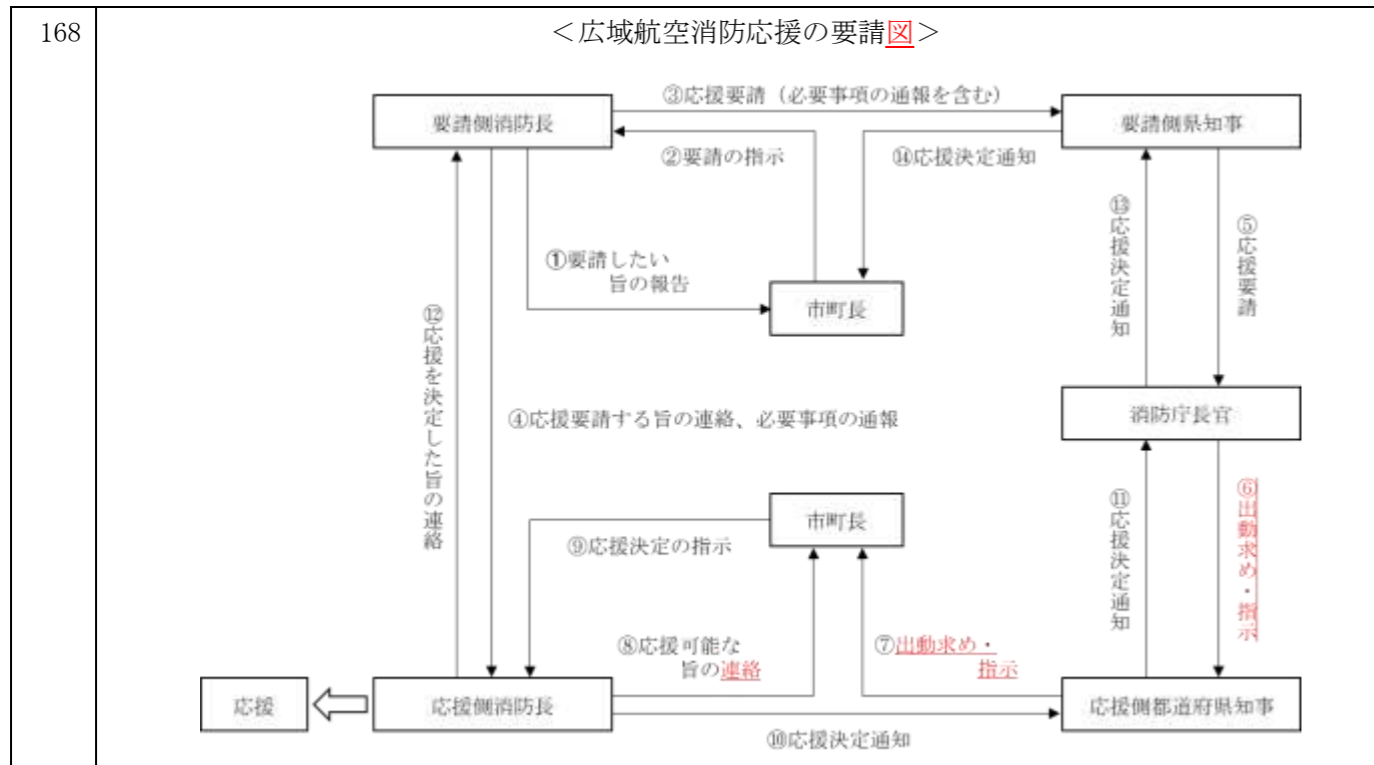 168
＜広域航空消防応援の要請図＞
③応援要請（必要事項の通報を含む）
要請側消防長
要請側県知事
②要請の指示
⑭応援決定通知
①要請したい
旨の報告
市町長
⑬応援決定通知
⑤応援要請
⑫応援を決定した旨の連絡
④応援要請する旨の連絡、必要事項の通報
消防庁長官
市町長
⑨応援決定の指示
⑪応援決定通知
⑥出動求め・指示
⑧応援可能な
旨の連絡
⑦出動求め・
指示
応援
応援側消防長
応援側都道府県知事
⑩応援決定通知